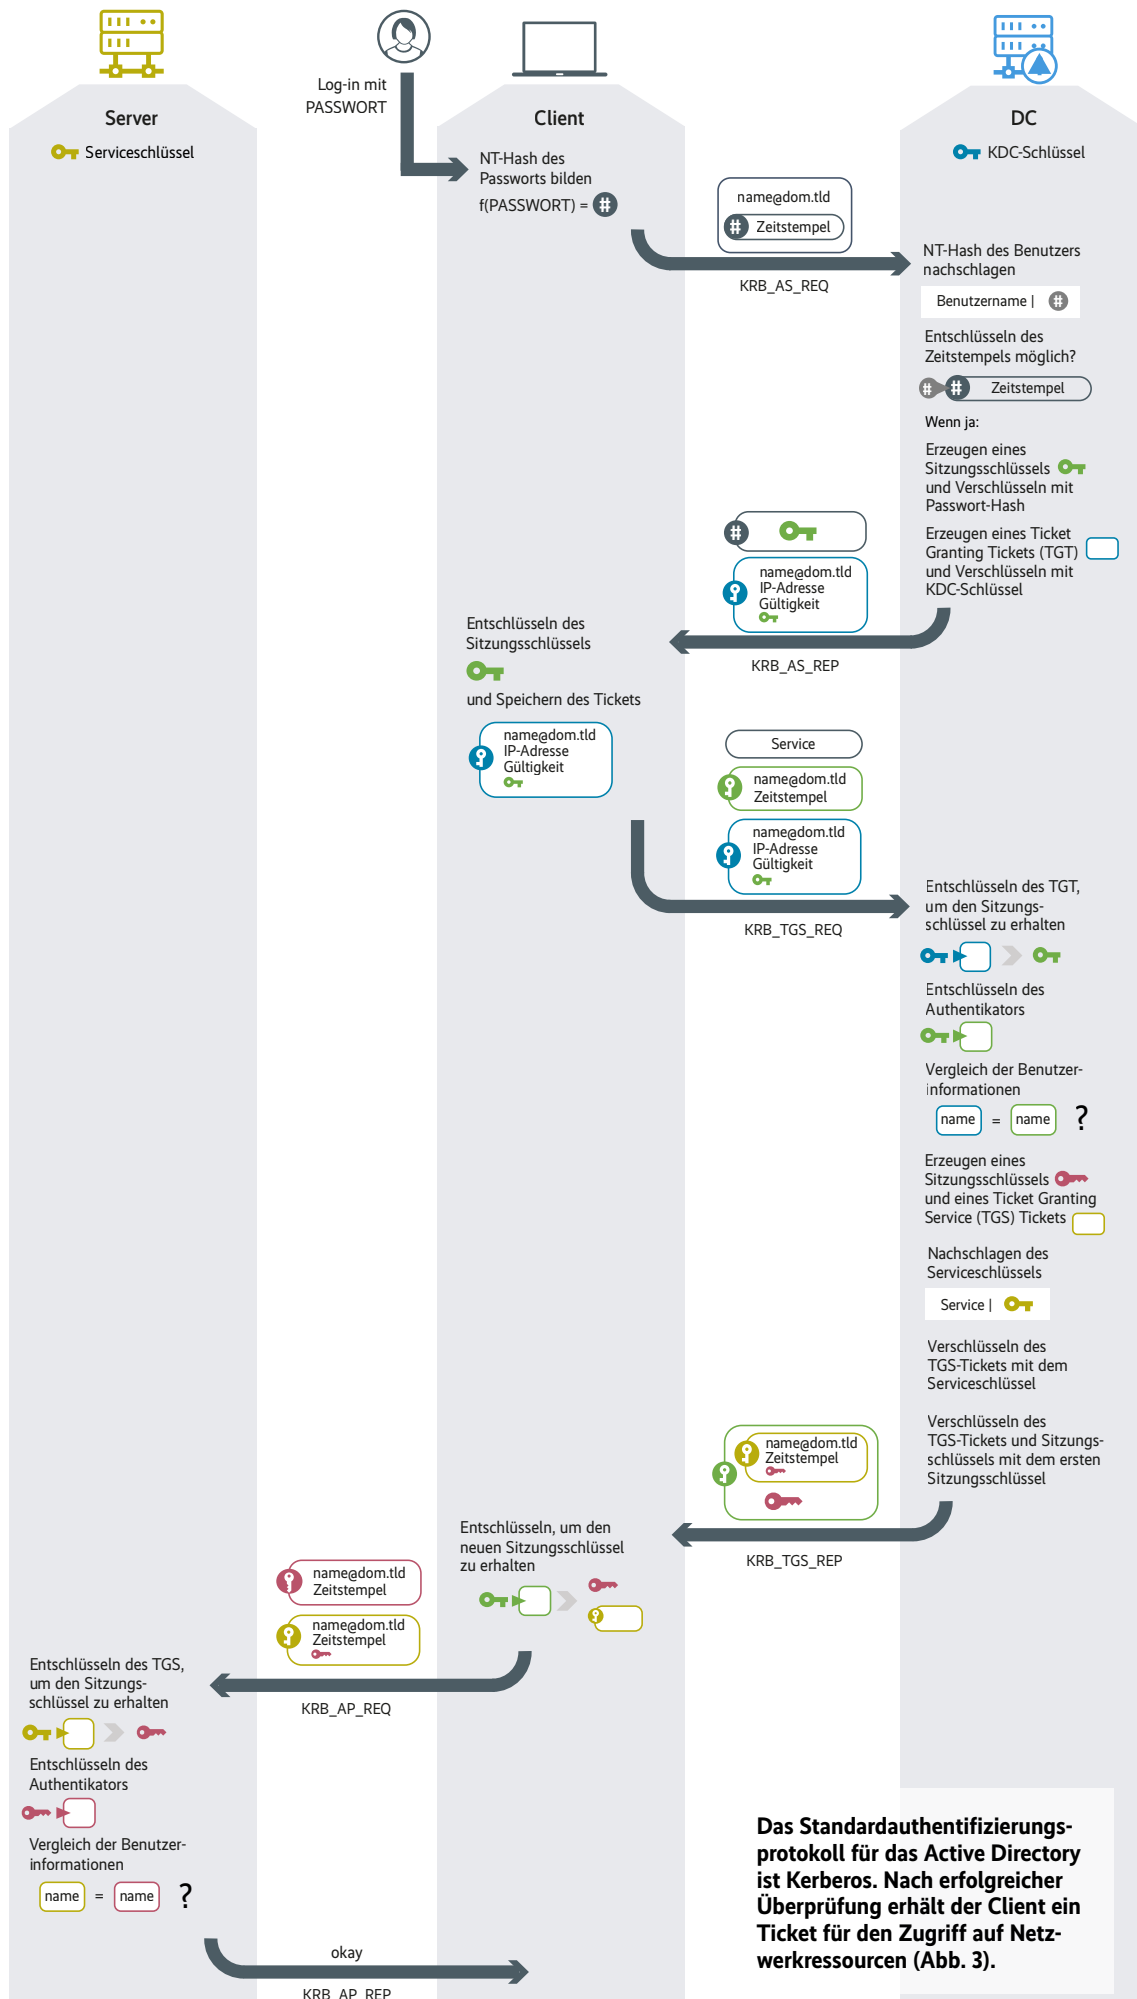 Log-in mit
PASSWORT
Server
Serviceschlüssel
Client
DC
KDC-Schlüssel
NT-Hash des
Passworts bilden
f(PASSWORT) = #
name@dom.tld
# Zeitstempel
KRB_AS_REQ
NT-Hash des Benutzers
nachschlagen
Benutzername | #
Entschlüsseln des
Zeitstempels möglich?
# # Zeitstempel
Wenn ja:
Erzeugen eines
Sitzungsschlüssels
und Verschlüsseln mit
Passwort-Hash
Erzeugen eines Ticket
Granting Tickets (TGT)
und Verschlüsseln mit
KDC-Schlüssel
#
name@dom.tld
IP-Adresse
Gültigkeit
KRB_AS_REP
Entschlüsseln des
Sitzungsschlüssels
und Speichern des Tickets
name@dom.tld
IP-Adresse
Gültigkeit
Service
name@dom.tld
Zeitstempel
name@dom.tld
IP-Adresse
Gültigkeit
KRB_TGS_REQ
Entschlüsseln des TGT,
um den Sitzungs-
schlüssel zu erhalten
Entschlüsseln des
Authentikators
Vergleich der Benutzer-
informationen
name = name ?
Erzeugen eines
Sitzungsschlüssels
und eines Ticket Granting
Service (TGS) Tickets
Nachschlagen des
Serviceschlüssels
Service |
Verschlüsseln des
TGS-Tickets mit dem
Serviceschlüssel
Verschlüsseln des
TGS-Tickets und Sitzungs-
schlüssels mit dem ersten
Sitzungsschlüssel
name@dom.tld
Zeitstempel
KRB_TGS_REP
Entschlüsseln, um den
neuen Sitzungsschlüssel
zu erhalten
name@dom.tld
Zeitstempel
name@dom.tld
Zeitstempel
KRB_AP_REQ
Entschlüsseln des TGS,
um den Sitzungs-
schlüssel zu erhalten
Entschlüsseln des
Authentikators
Vergleich der Benutzer-
informationen
name = name ?
okay
KRB_AP_REP
Das Standardauthentifizierungs-
protokoll für das Active Directory
ist Kerberos. Nach erfolgreicher
Überprüfung erhält der Client ein
Ticket für den Zugriff auf Netz-
werkressourcen (Abb. 3).